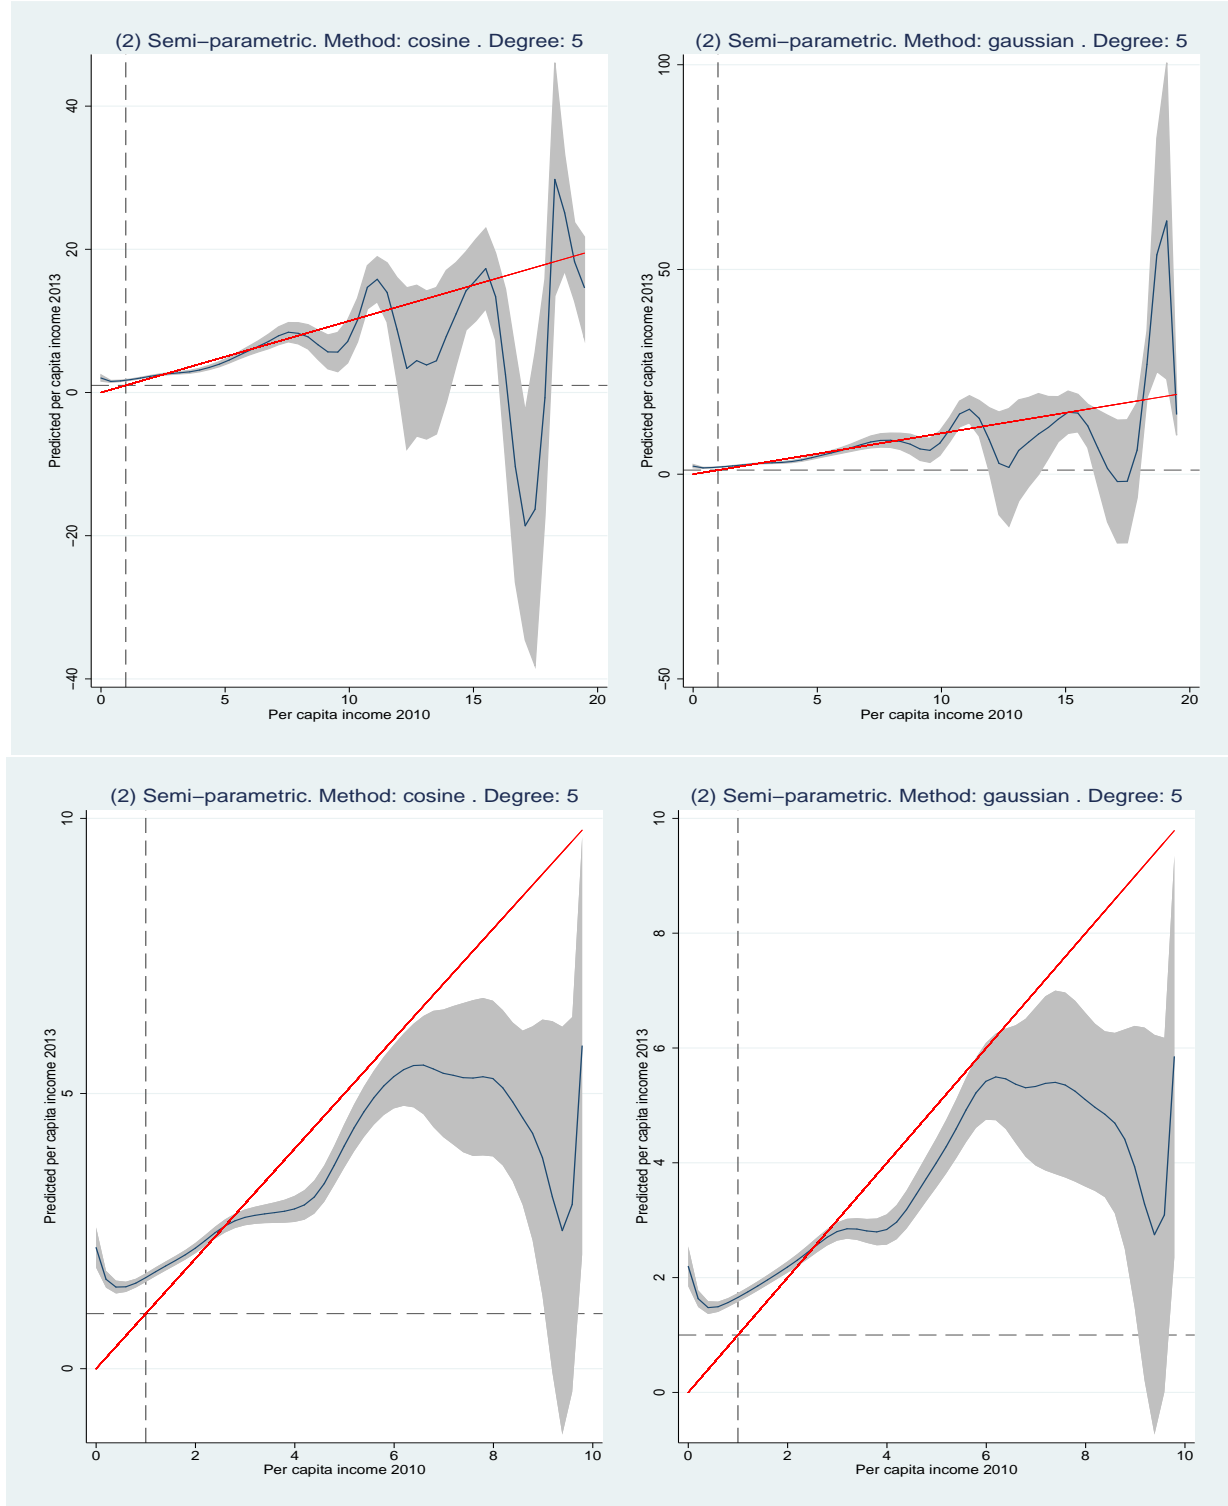 (2) Semi−parametric. Method: cosine . Degree: 5
Predicted per capita income 2013
40
20
0
−20
−40
0 5 10 15 20
Per capita income 2010
(2) Semi−parametric. Method: gaussian . Degree: 5
Predicted per capita income 2013
100
50
0
−50
0 5 10 15 20
Per capita income 2010
(2) Semi−parametric. Method: cosine . Degree: 5
Predicted per capita income 2013
10
5
0
0 2 4 6 8 10
Per capita income 2010
(2) Semi−parametric. Method: gaussian . Degree: 5
Predicted per capita income 2013
10
8
6
4
2
0
0 2 4 6 8 10
Per capita income 2010